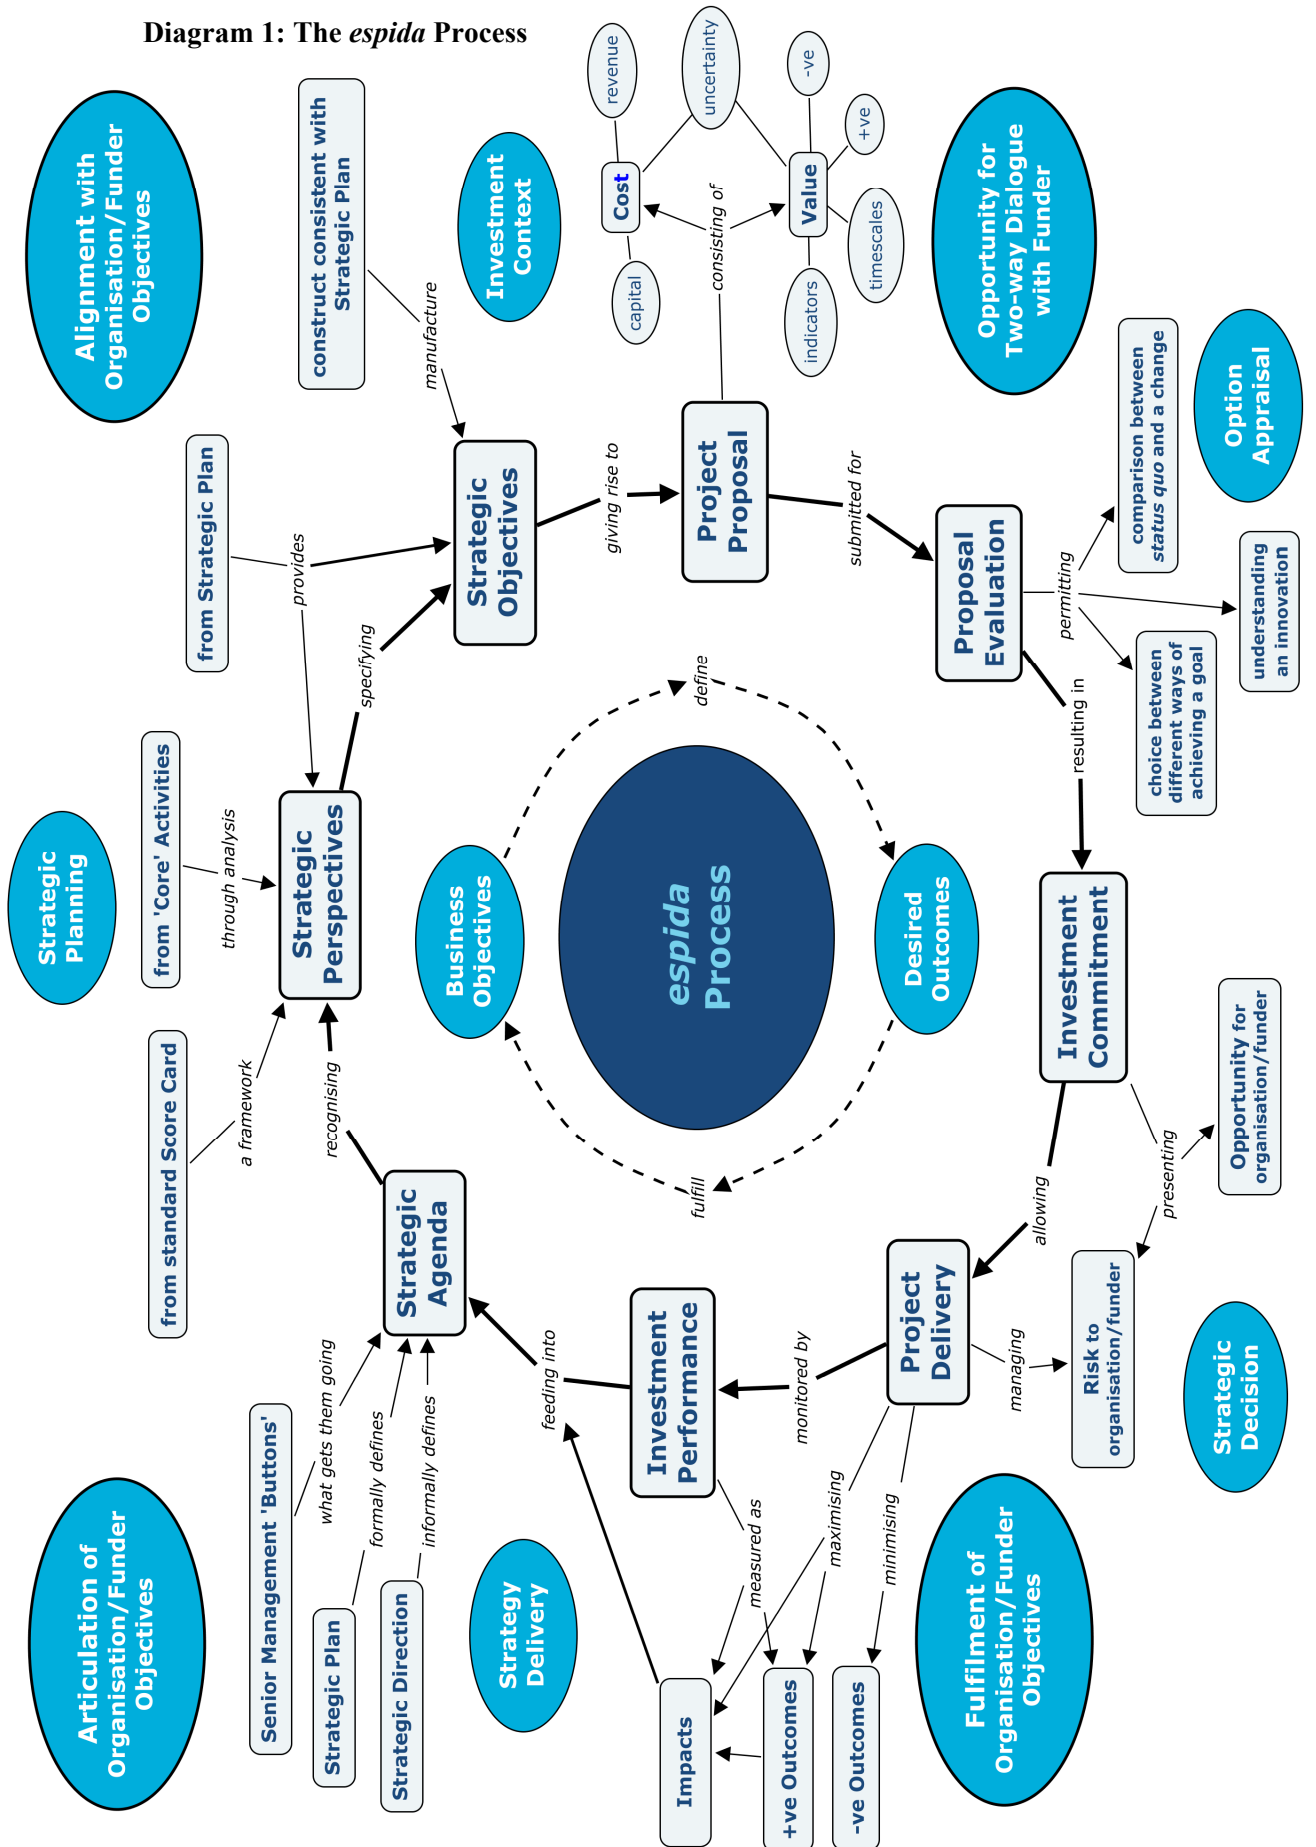 Diagram 1: The espida Process
Articulation of
Organisation/Funder
Objectives
Strategic
Planning
Alignment with
Organisation/Funder
Objectives
from standard Score Card
from 'Core' Activities
from Strategic Plan
a framework
through analysis
provides
Senior Management 'Buttons'
what gets them going
Strategic Plan
formally defines
Strategic Direction
informally defines
Strategic
Agenda
recognising
Strategic
Perspectives
specifying
Strategic
Objectives
manufacture
construct consistent with
Strategic Plan
Investment
Context
Strategy
Delivery
Business
Objectives
giving rise to
feeding into
Investment
Performance
measured as
Impacts
+ve Outcomes
-ve Outcomes
maximising
minimising
monitored by
fulfill
espida
Process
define
Project
Proposal
consisting of
Cost
revenue
capital
uncertainty
Value
-ve
+ve
timescales
indicators
submitted for
Desired
Outcomes
Project
Delivery
managing
allowing
Investment
Commitment
resulting in
Proposal
Evaluation
permitting
Opportunity for
Two-way Dialogue
with Funder
Fulfilment of
Organisation/Funder
Objectives
Risk to
organisation/funder
presenting
Opportunity for
organisation/funder
choice between
different ways of
achieving a goal
understanding
an innovation
comparison between
status quo and a change
Strategic
Decision
Option
Appraisal